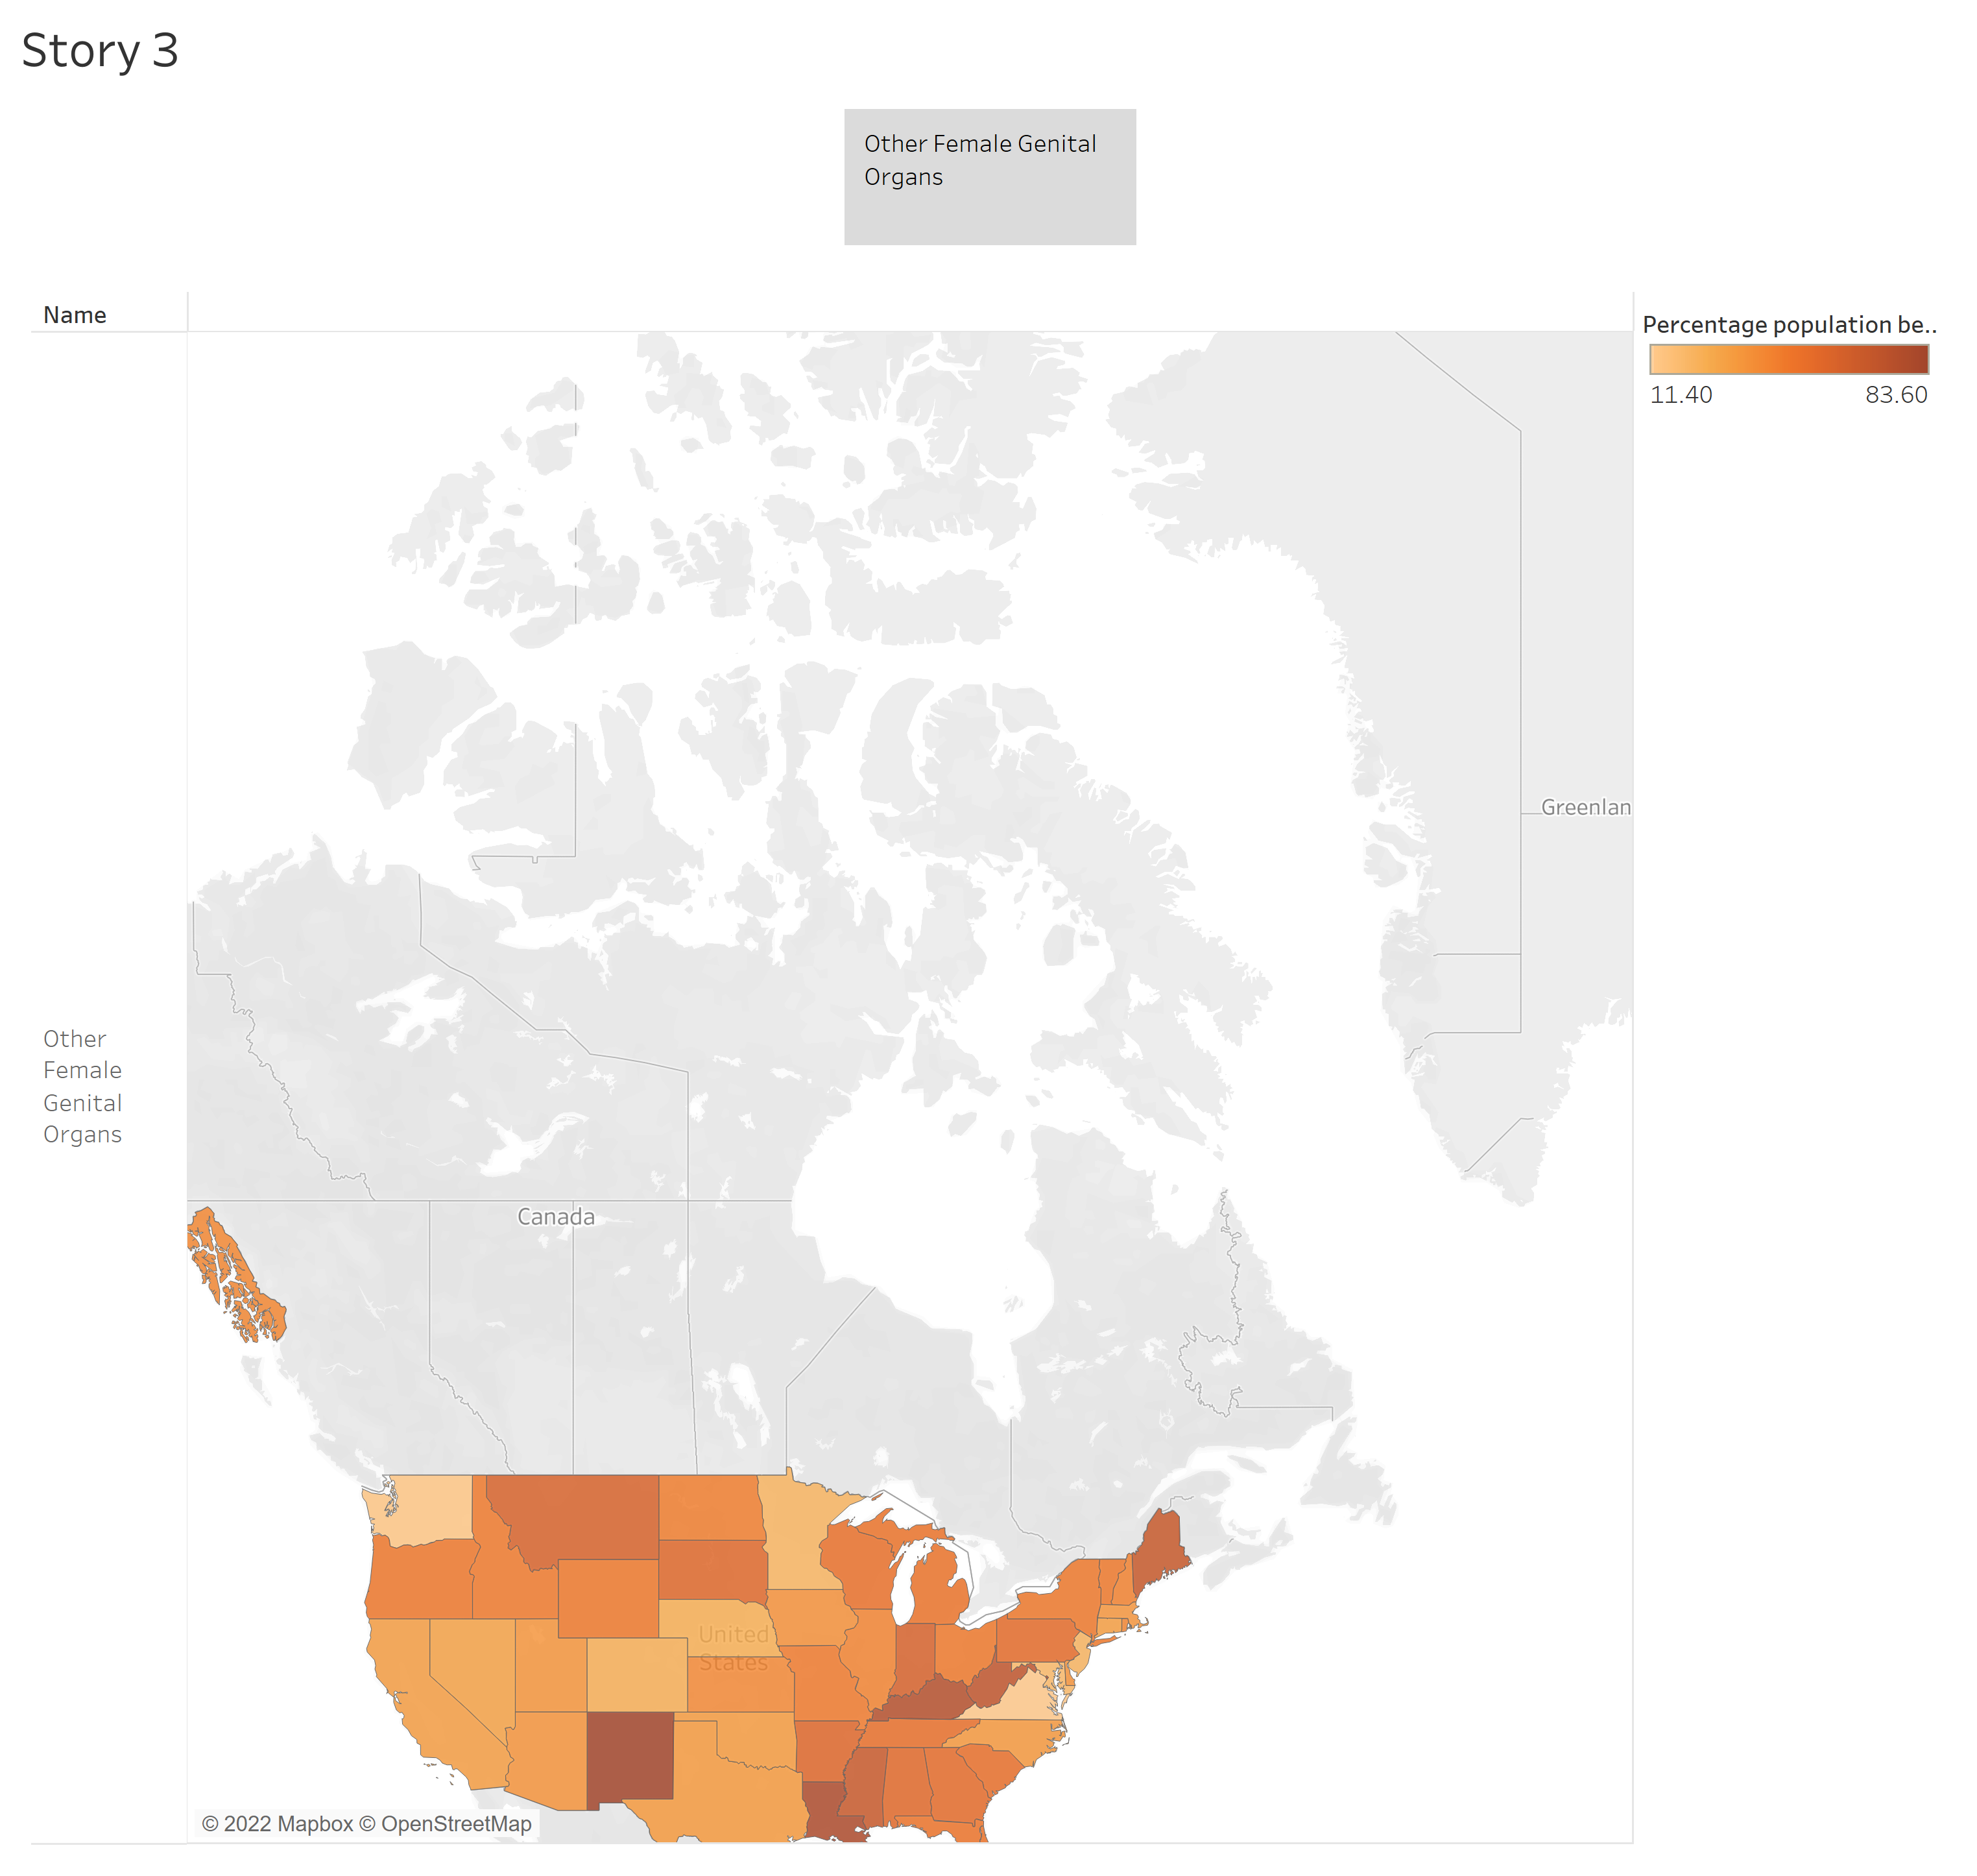 Story 3
Other Female Genital
Organs
Name
Percentage population be..
11.40
83.60
Greenlan
Other
Female
Genital
Organs
Canada
United
States
© 2022 Mapbox © OpenStreetMap